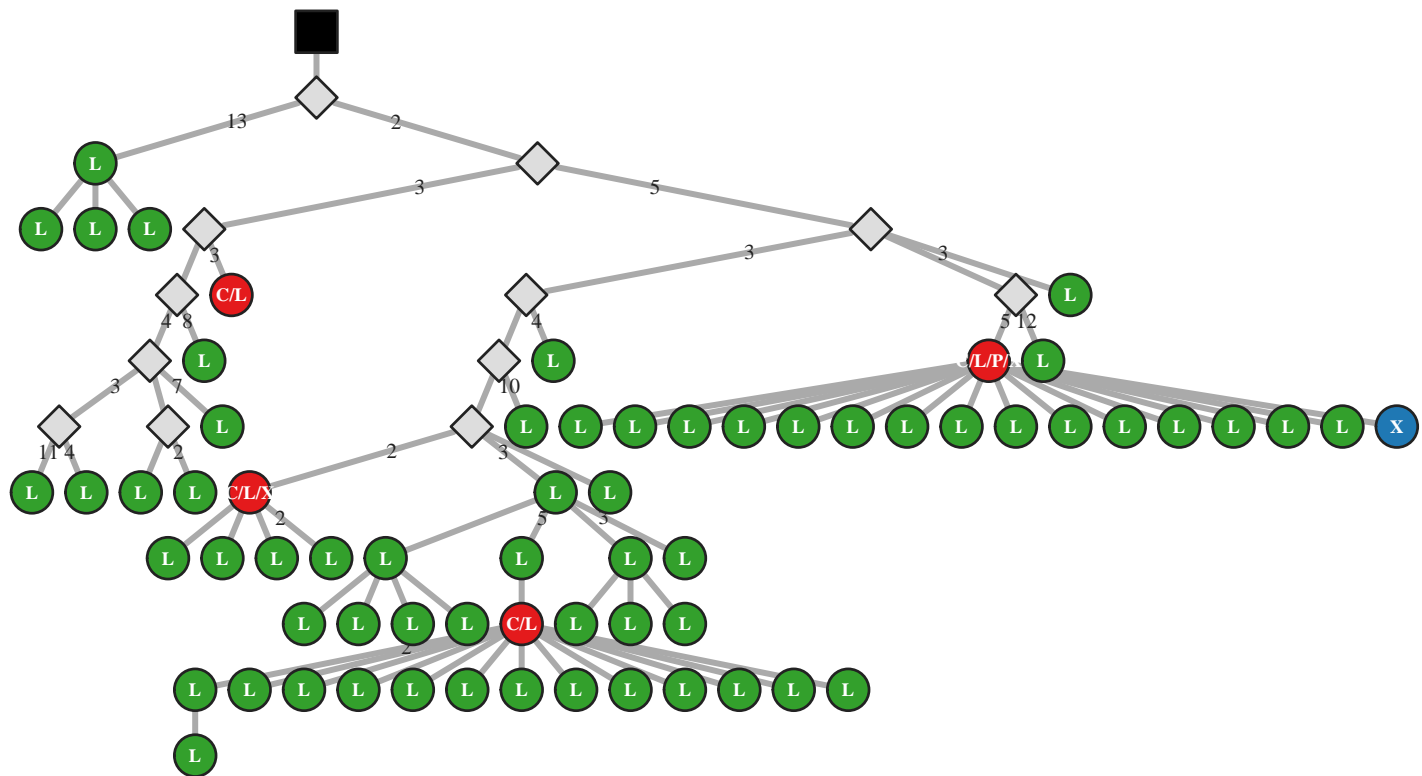 13 2
L 3 5
L L L 3 3 3
C/L L
4 8 4 5 12
L L C/L/P/X L
3 7 10
L L L L L L L L L L L L L L L L L X
11 4 2 2 3
L L L L C/L/X L L
2 5 3
L L L L L L L L
L L L L C/L L L L
2
L L L L L L L L L L L L L
L